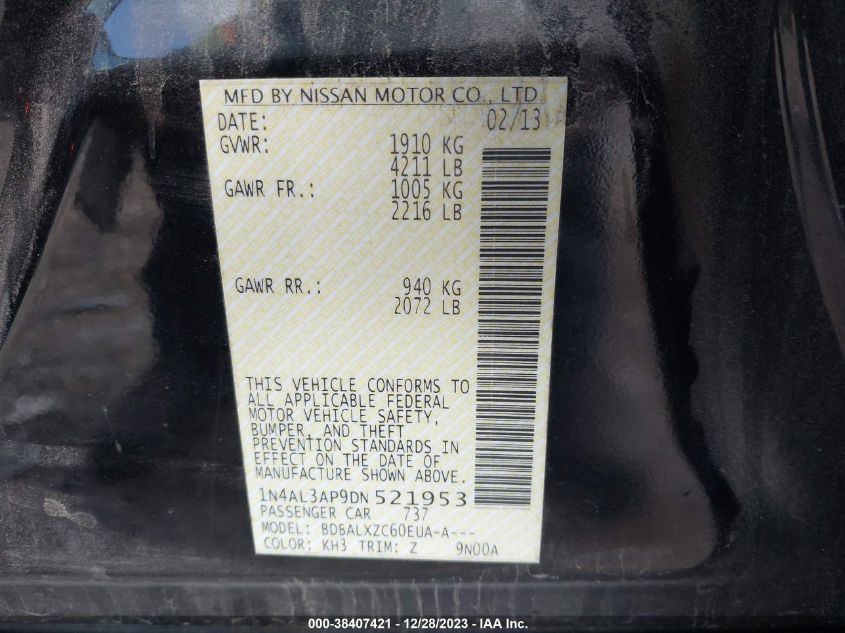 MFD BY NISSAN MOTOR CO., LTD
DATE: 02/13
GVWR: 1910 KG
4211 LB
GAWR FR.: 1005 KG
2216 LB
GAWR RR.: 940 KG
2072 LB
THIS VEHICLE CONFORMS TO
ALL APPLICABLE FEDERAL
MOTOR VEHICLE SAFETY,
BUMPER, AND THEFT
PREVENTION STANDARDS IN
EFFECT ON THE DATE OF
MANUFACTURE SHOWN ABOVE.
1N4AL3AP9DN 521953
PASSENGER CAR 737
MODEL: BD6ALXZC60EUA-A---
COLOR: KH3 TRIM: Z 9N00A
000-38407421 - 12/28/2023 - IAA Inc.